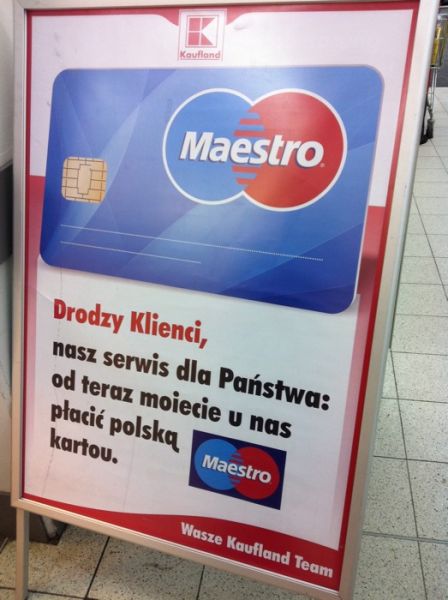 Kaufland
Maestro
Drodzy Klienci,
nasz serwis dla Państwa:
od teraz moiecie u nas
płacić polską
kartou.
Maestro
Wasze Kaufland Team